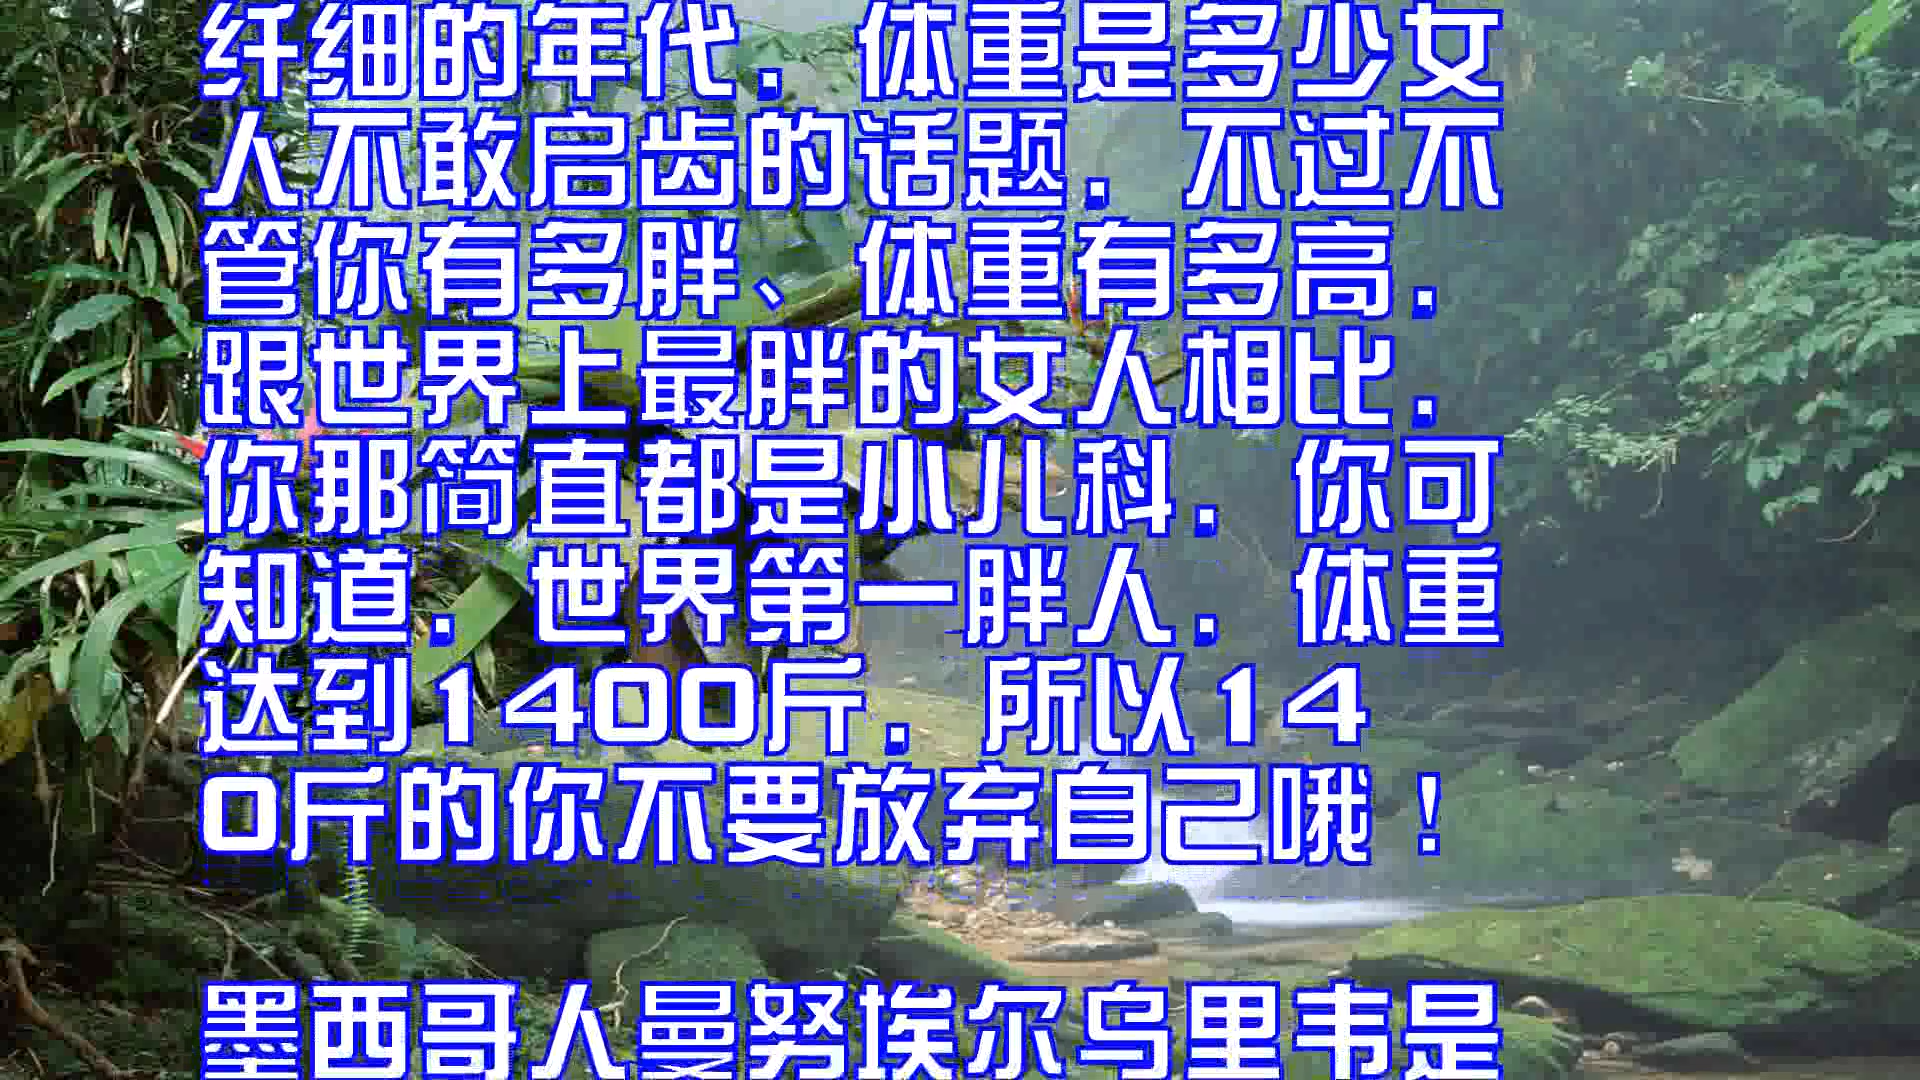 纤细的年代，体重是多少女
人不敢启齿的话题，不过不
管你有多胖、体重有多高，
跟世界上最胖的女人相比，
你那简直都是小儿科，你可
知道，世界第一胖人，体重
达到1400斤，所以14
0斤的你不要放弃自己哦！
墨西哥人曼努埃尔乌里韦是